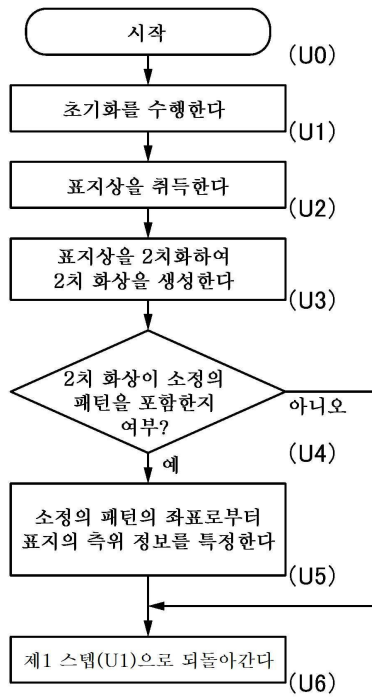 시작
(U0)
초기화를 수행한다
(U1)
표지상을 취득한다
(U2)
표지상을 2치화하여
2치 화상을 생성한다
(U3)
2치 화상이 소정의
패턴을 포함한지
여부?
아니오
(U4)
예
소정의 패턴의 좌표로부터
표지의 측위 정보를 특정한다
(U5)
제1 스텝(U1)으로 되돌아간다
(U6)